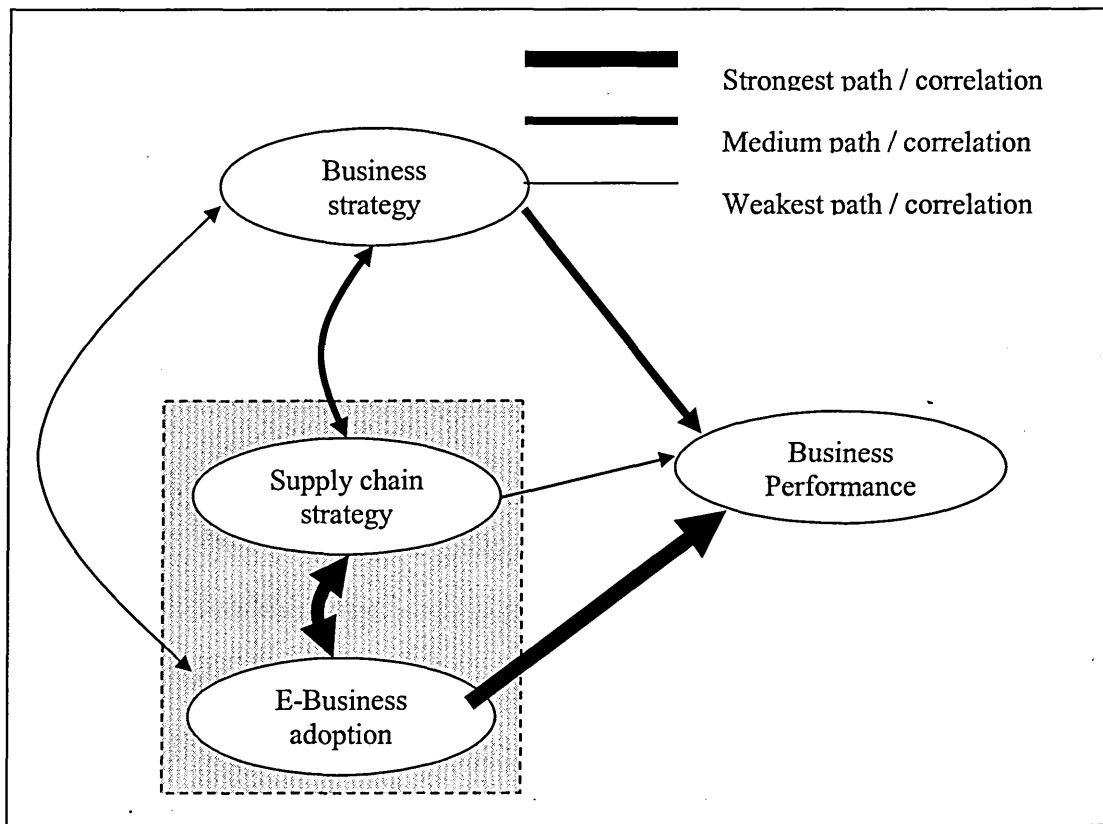 Strongest path / correlation
Medium path / correlation
Weakest path / correlation
Business
strategy
Supply chain
strategy
Business
Performance
E-Business
adoption